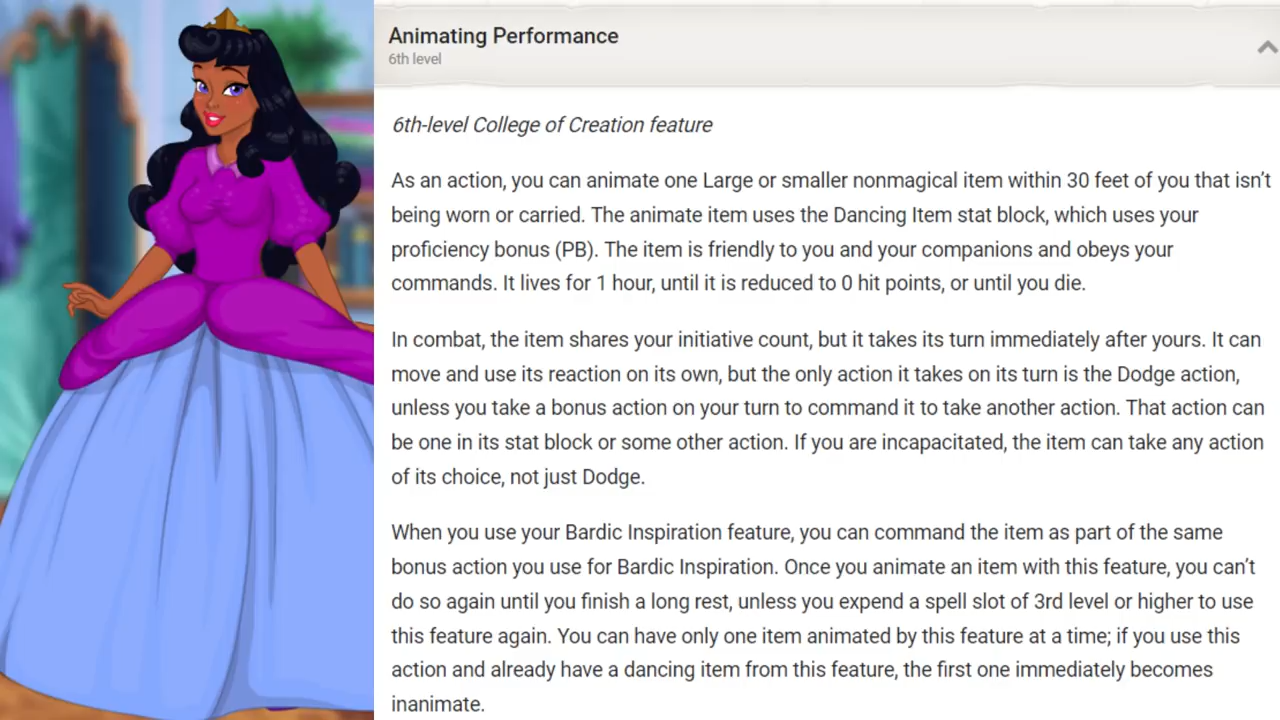 Animating Performance
6th level
6th-level College of Creation feature
As an action, you can animate one Large or smaller nonmagical item within 30 feet of you that isn’t
being worn or carried. The animate item uses the Dancing Item stat block, which uses your
proficiency bonus (PB). The item is friendly to you and your companions and obeys your
commands. It lives for 1 hour, until it is reduced to 0 hit points, or until you die.
In combat, the item shares your initiative count, but it takes its turn immediately after yours. It can
move and use its reaction on its own, but the only action it takes on its turn is the Dodge action,
unless you take a bonus action on your turn to command it to take another action. That action can
be one in its stat block or some other action. If you are incapacitated, the item can take any action
of its choice, not just Dodge.
When you use your Bardic Inspiration feature, you can command the item as part of the same
bonus action you use for Bardic Inspiration. Once you animate an item with this feature, you can’t
do so again until you finish a long rest, unless you expend a spell slot of 3rd level or higher to use
this feature again. You can have only one item animated by this feature at a time; if you use this
action and already have a dancing item from this feature, the first one immediately becomes
inanimate.